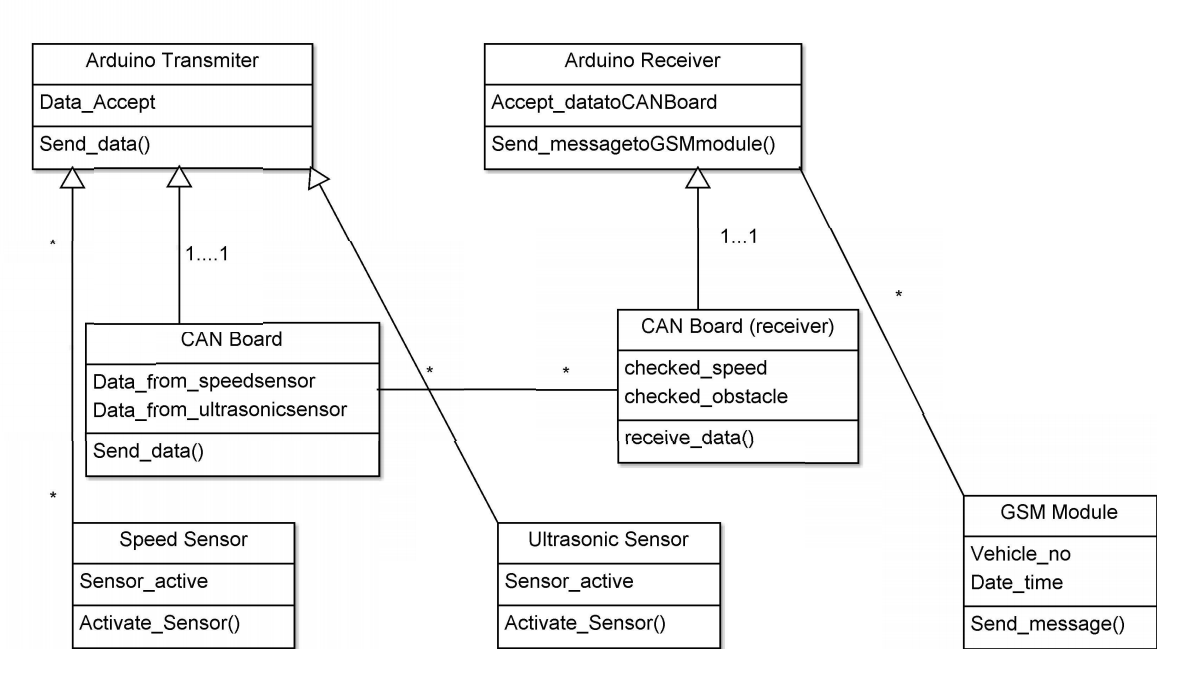 Arduino Transmiter
Data_Accept
Send_data()
Arduino Receiver
Accept_datatoCANBoard
Send_messagetoGSMmodule()
*
1....1
1...1
*
CAN Board
Data_from_speedsensor
Data_from_ultrasonicsensor
Send_data()
*
*
CAN Board (receiver)
checked_speed
checked_obstacle
receive_data()
*
Speed Sensor
Sensor_active
Activate_Sensor()
Ultrasonic Sensor
Sensor_active
Activate_Sensor()
GSM Module
Vehicle_no
Date_time
Send_message()